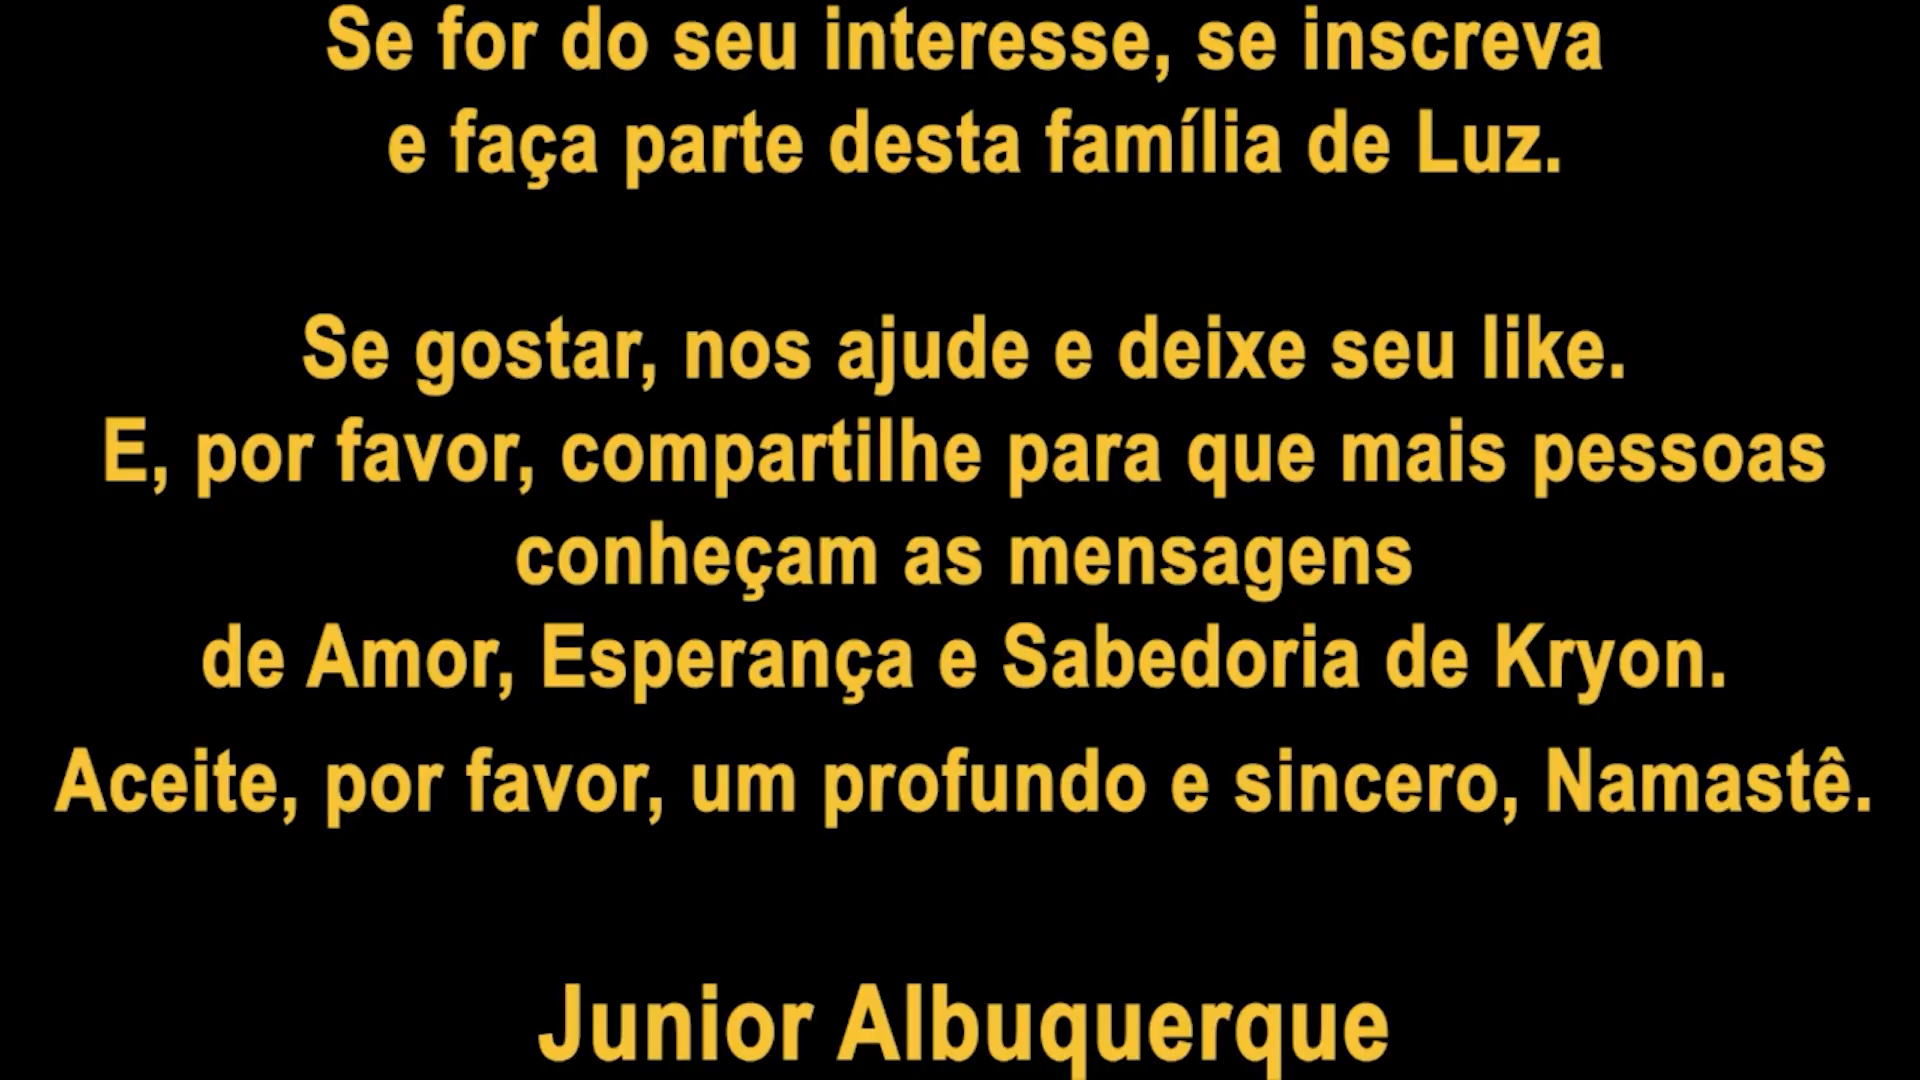 Se for do seu interesse, se inscreva
e faça parte desta família de Luz.
Se gostar, nos ajude e deixe seu like.
E, por favor, compartilhe para que mais pessoas
conheçam as mensagens
de Amor, Esperança e Sabedoria de Kryon.
Aceite, por favor, um profundo e sincero, Namastê.
Junior Albuquerque